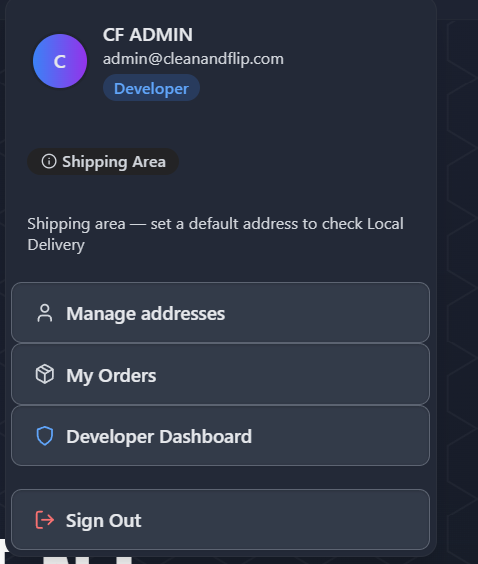 C
CF ADMIN
admin@cleanandflip.com
Developer
Shipping Area
Shipping area — set a default address to check Local
Delivery
Manage addresses
My Orders
Developer Dashboard
Sign Out